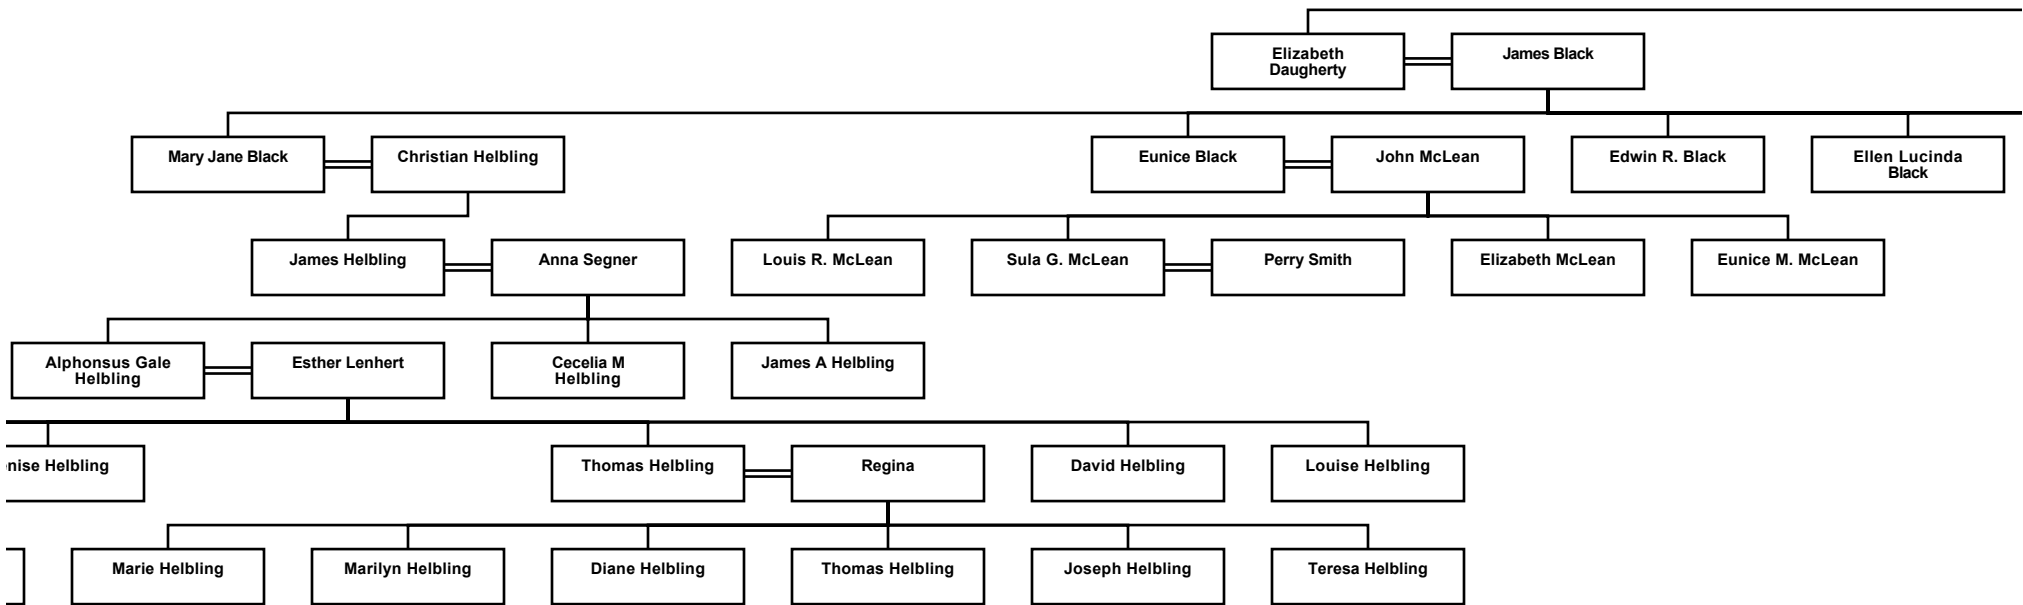 Elizabeth
Daugherty
James Black
Mary Jane Black
Christian Helbling
Eunice Black
John McLean
Edwin R. Black
Ellen Lucinda
Black
James Helbling
Anna Segner
Louis R. McLean
Sula G. McLean
Perry Smith
Elizabeth McLean
Eunice M. McLean
Alphonsus Gale
Helbling
Esther Lenhert
Cecelia M
Helbling
James A Helbling
Helbling
Thomas Helbling
Regina
David Helbling
Louise Helbling
Marie Helbling
Marilyn Helbling
Diane Helbling
Thomas Helbling
Joseph Helbling
Teresa Helbling